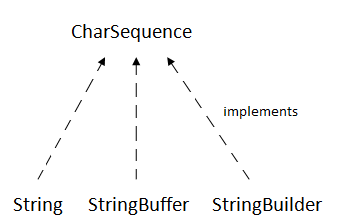 CharSequence
implements
String StringBuffer StringBuilder